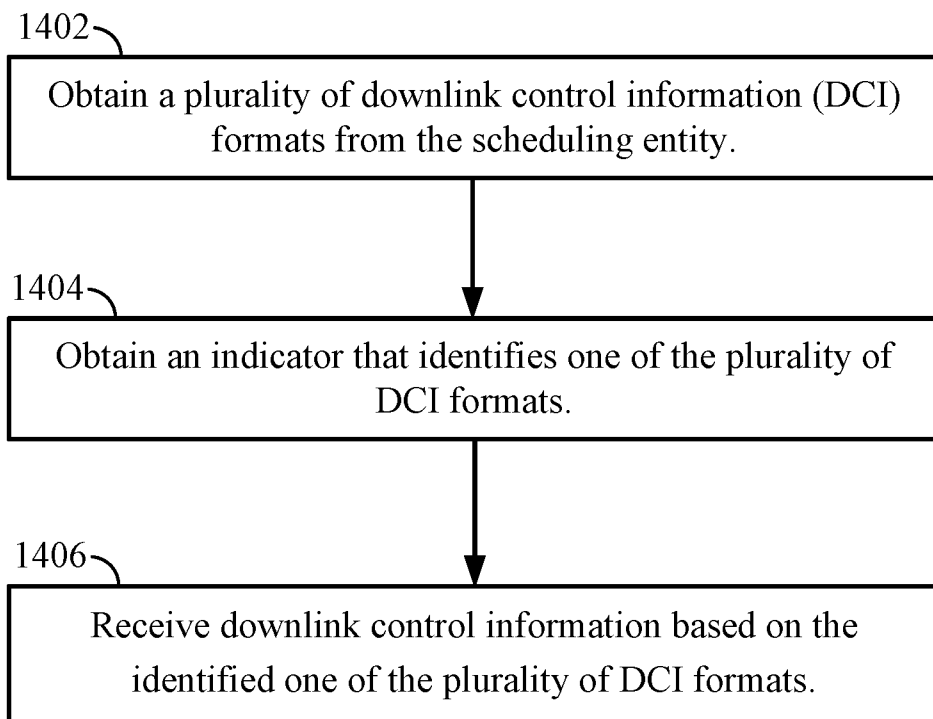 1402
Obtain a plurality of downlink control information (DCI)
formats from the scheduling entity.
1404
Obtain an indicator that identifies one of the plurality of
DCI formats.
1406
Receive downlink control information based on the
identified one of the plurality of DCI formats.